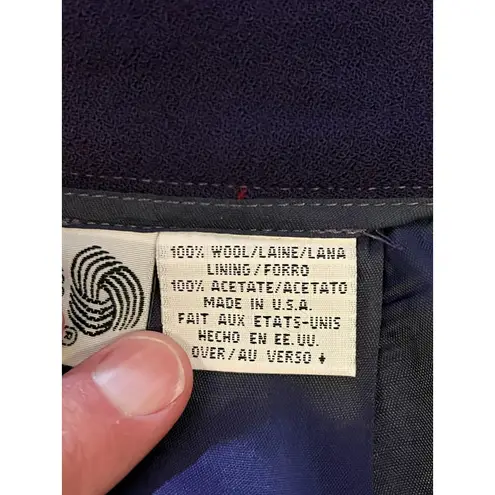 100% WOOL/LAINE/LANA
LINING/FORRO
100% ACETATE/ACETATO
MADE IN U.S.A.
FAIT AUX ETATS-UNIS
HECHO EN EE.UU.
OVER/AU VERSO ↓